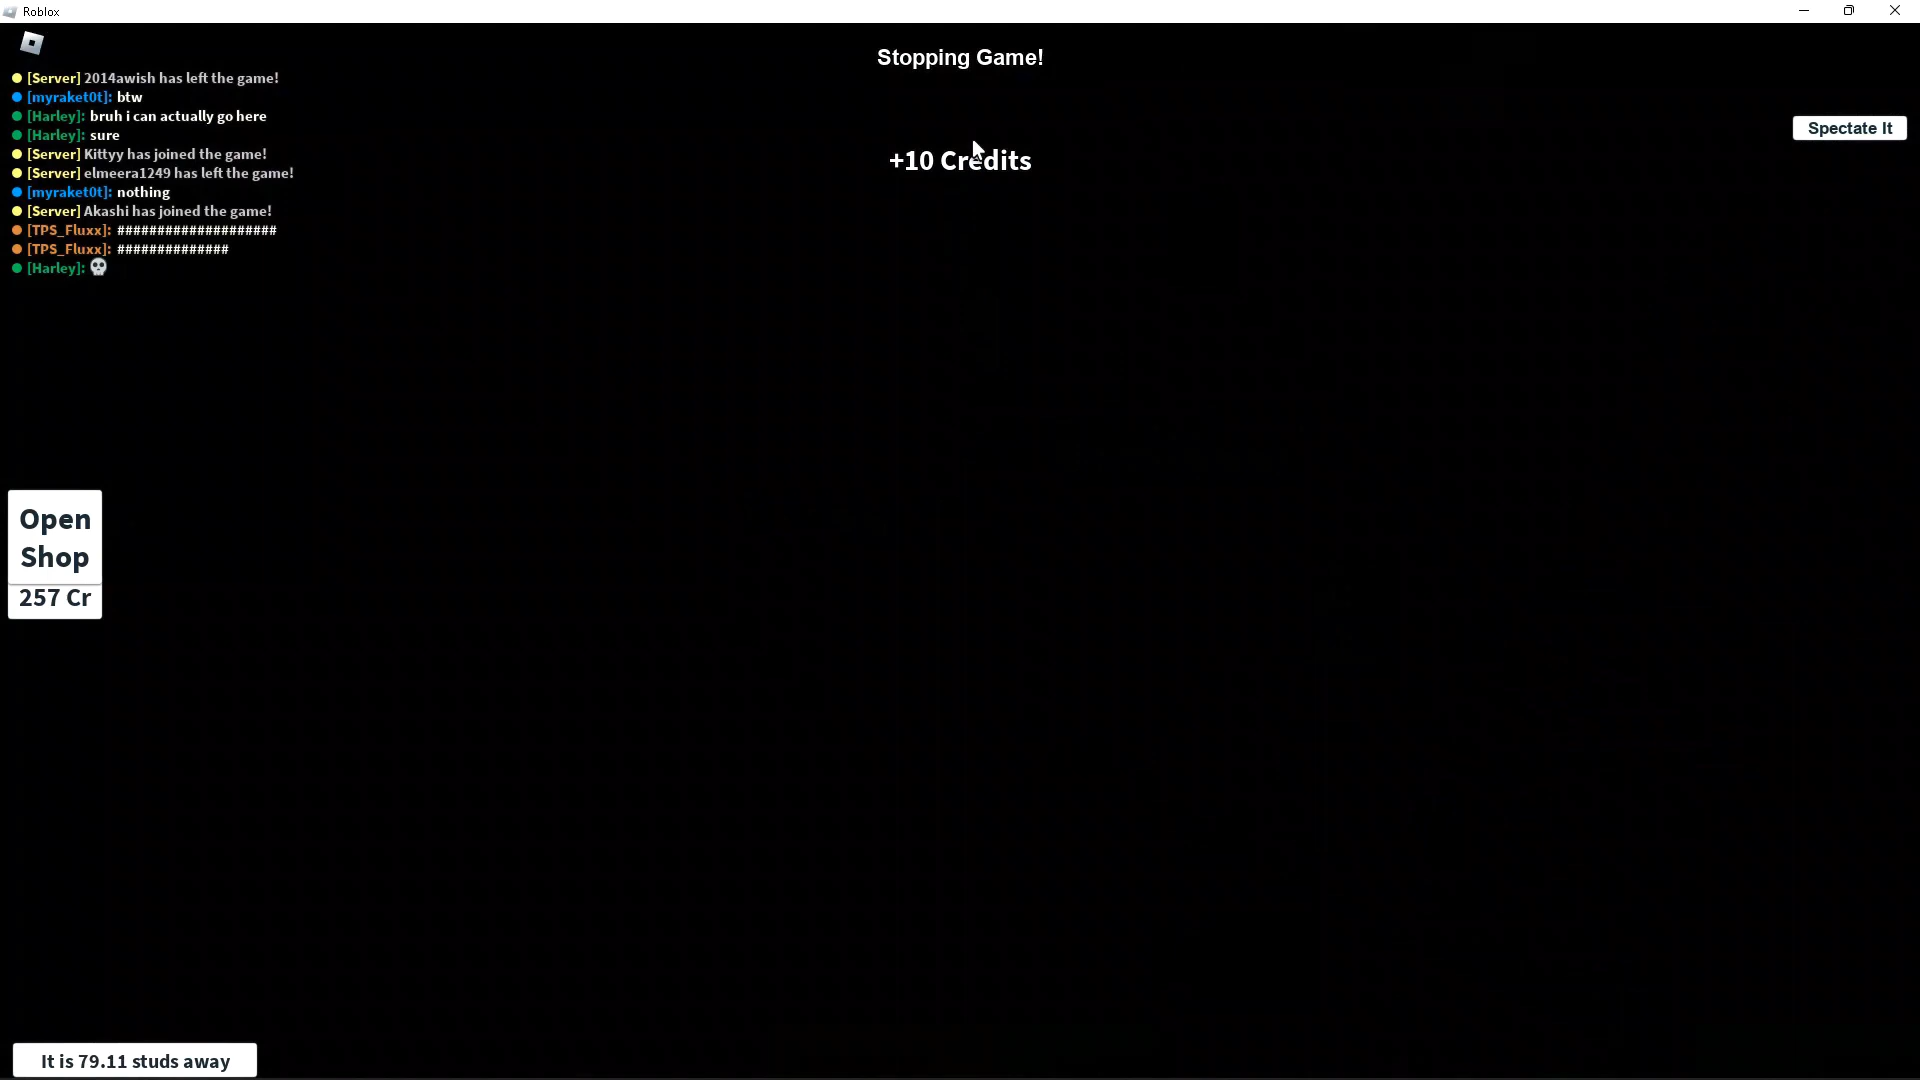 Roblox
Stopping Game!
[Server] 2014awish has left the game!
[myraket0t]: btw
[Harley]: bruh i can actually go here
[Harley]: sure
[Server] Kittyy has joined the game!
[Server] elmeera1249 has left the game!
[myraket0t]: nothing
[Server] Akashi has joined the game!
[TPS_Fluxx]: ####################
[TPS_Fluxx]: ##############
[Harley]: 💀
Spectate It
+10 Credits
Open
Shop
257 Cr
It is 79.11 studs away